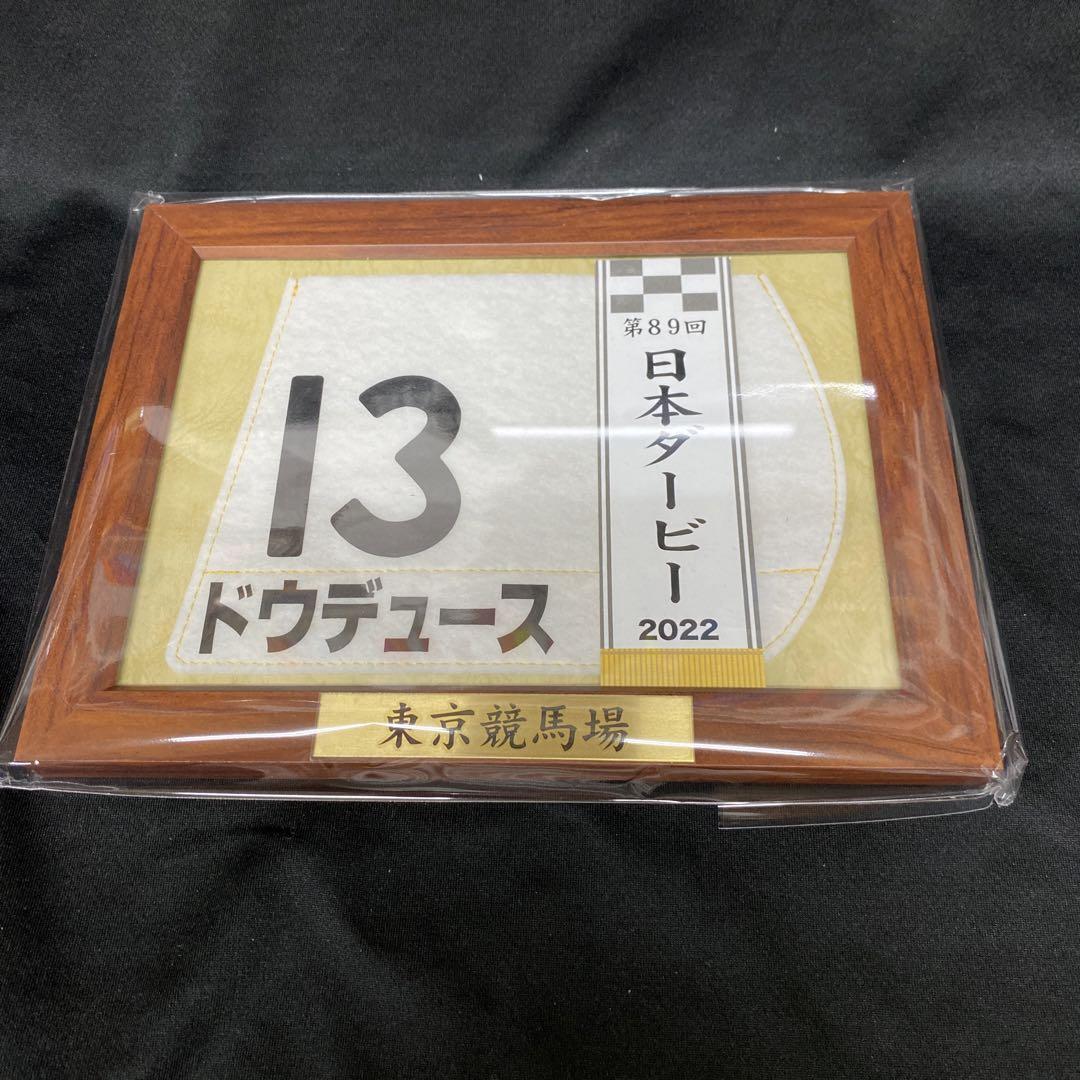 13
ドウデュース
第89回
日本ダービー
2022
東京競馬場